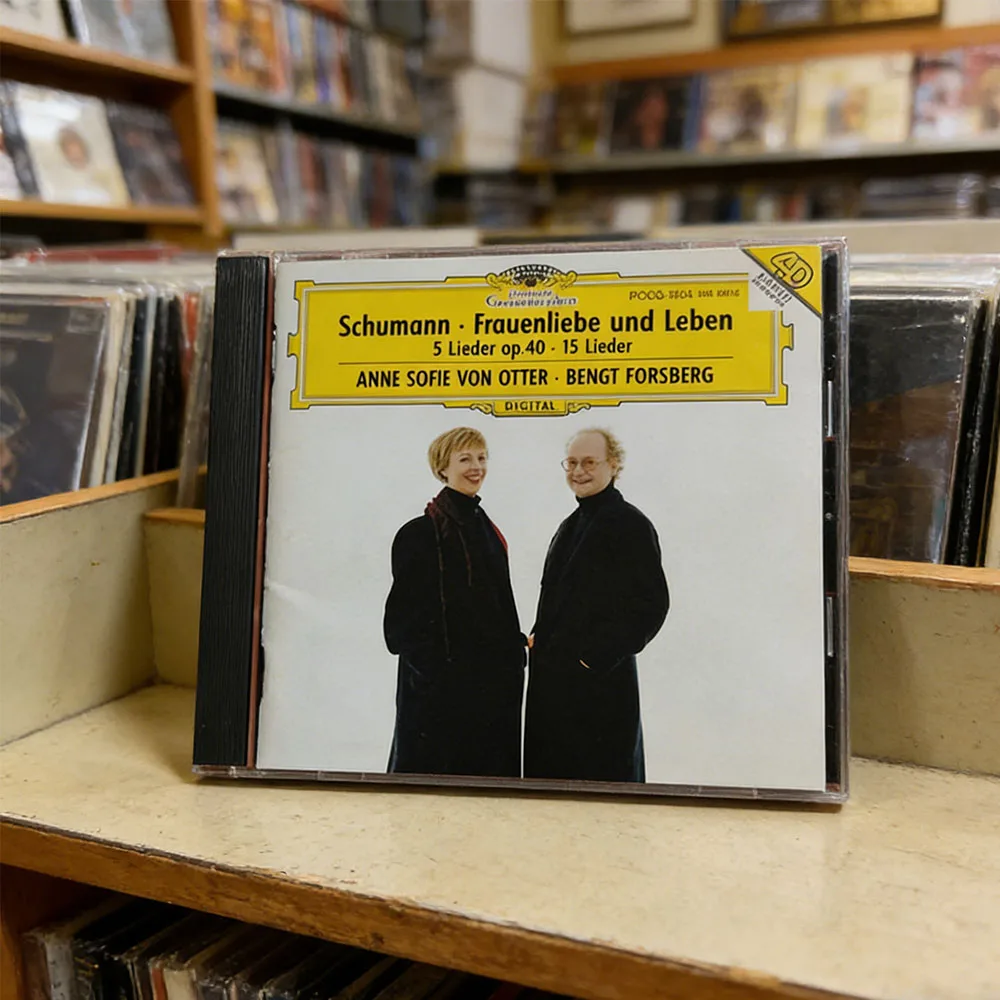 Schumann · Frauenliebe und Leben
5 Lieder op.40 · 15 Lieder
ANNE SOFIE VON OTTER · BENGT FORSBERG
DIGITAL